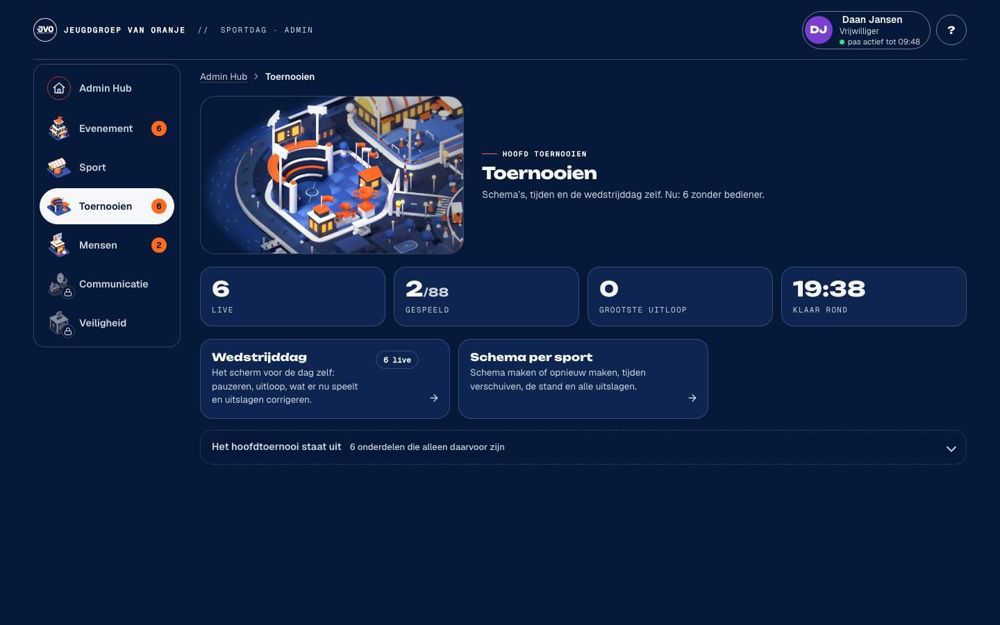 JVO JEUGDGROEP VAN ORANJE // SPORTDAG · ADMIN
DJ
Daan Jansen
Vrijwilliger
pas actief tot 09:48
?
Admin Hub
Evenement 6
Sport
Toernooien 6
Mensen 2
Communicatie
Veiligheid
Admin Hub > Toernooien
HOOFD TOERNOOIEN
Toernooien
Schema's, tijden en de wedstrijddag zelf. Nu: 6 zonder bediener.
6
LIVE
2/88
GESPEELD
0
GROOTSTE UITLOOP
19:38
KLAAR ROND
Wedstrijddag
6 live
Het scherm voor de dag zelf:
pauzeren, uitloop, wat er nu speelt
en uitslagen corrigeren.
Schema per sport
Schema maken of opnieuw maken, tijden
verschuiven, de stand en alle uitslagen.
Het hoofdtoernooi staat uit 6 onderdelen die alleen daarvoor zijn